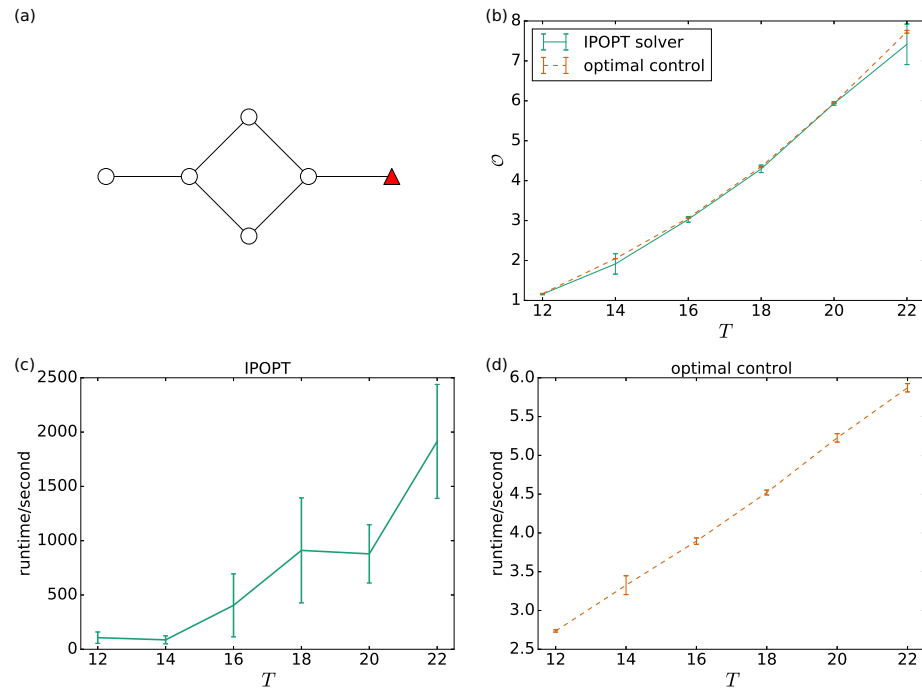 (a)
(b)
8
7
6
5
4
3
2
1
𝒪
IPOPT solver
optimal control
12 14 16 18 20 22
T
(c)
IPOPT
2500
2000
1500
1000
500
0
runtime/second
12 14 16 18 20 22
T
(d)
optimal control
6.0
5.5
5.0
4.5
4.0
3.5
3.0
2.5
runtime/second
12 14 16 18 20 22
T